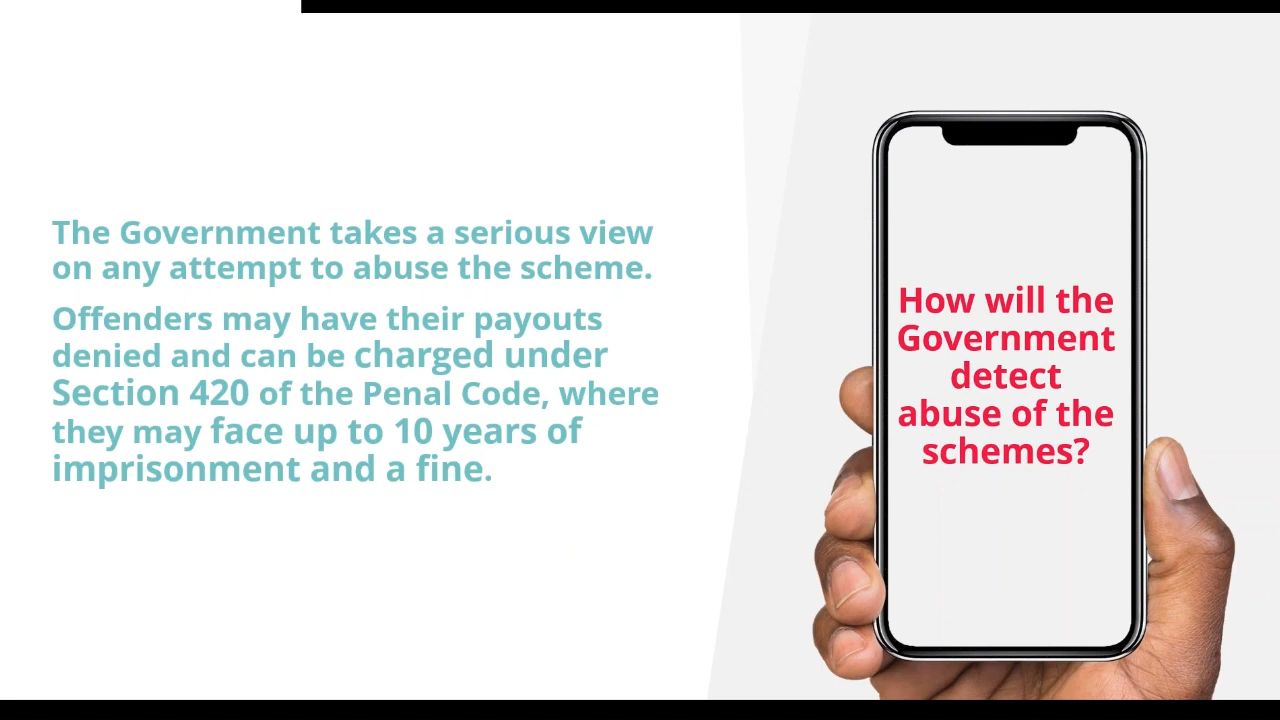 The Government takes a serious view
on any attempt to abuse the scheme.
Offenders may have their payouts
denied and can be charged under
Section 420 of the Penal Code, where
they may face up to 10 years of
imprisonment and a fine.
How will the
Government
detect
abuse of the
schemes?